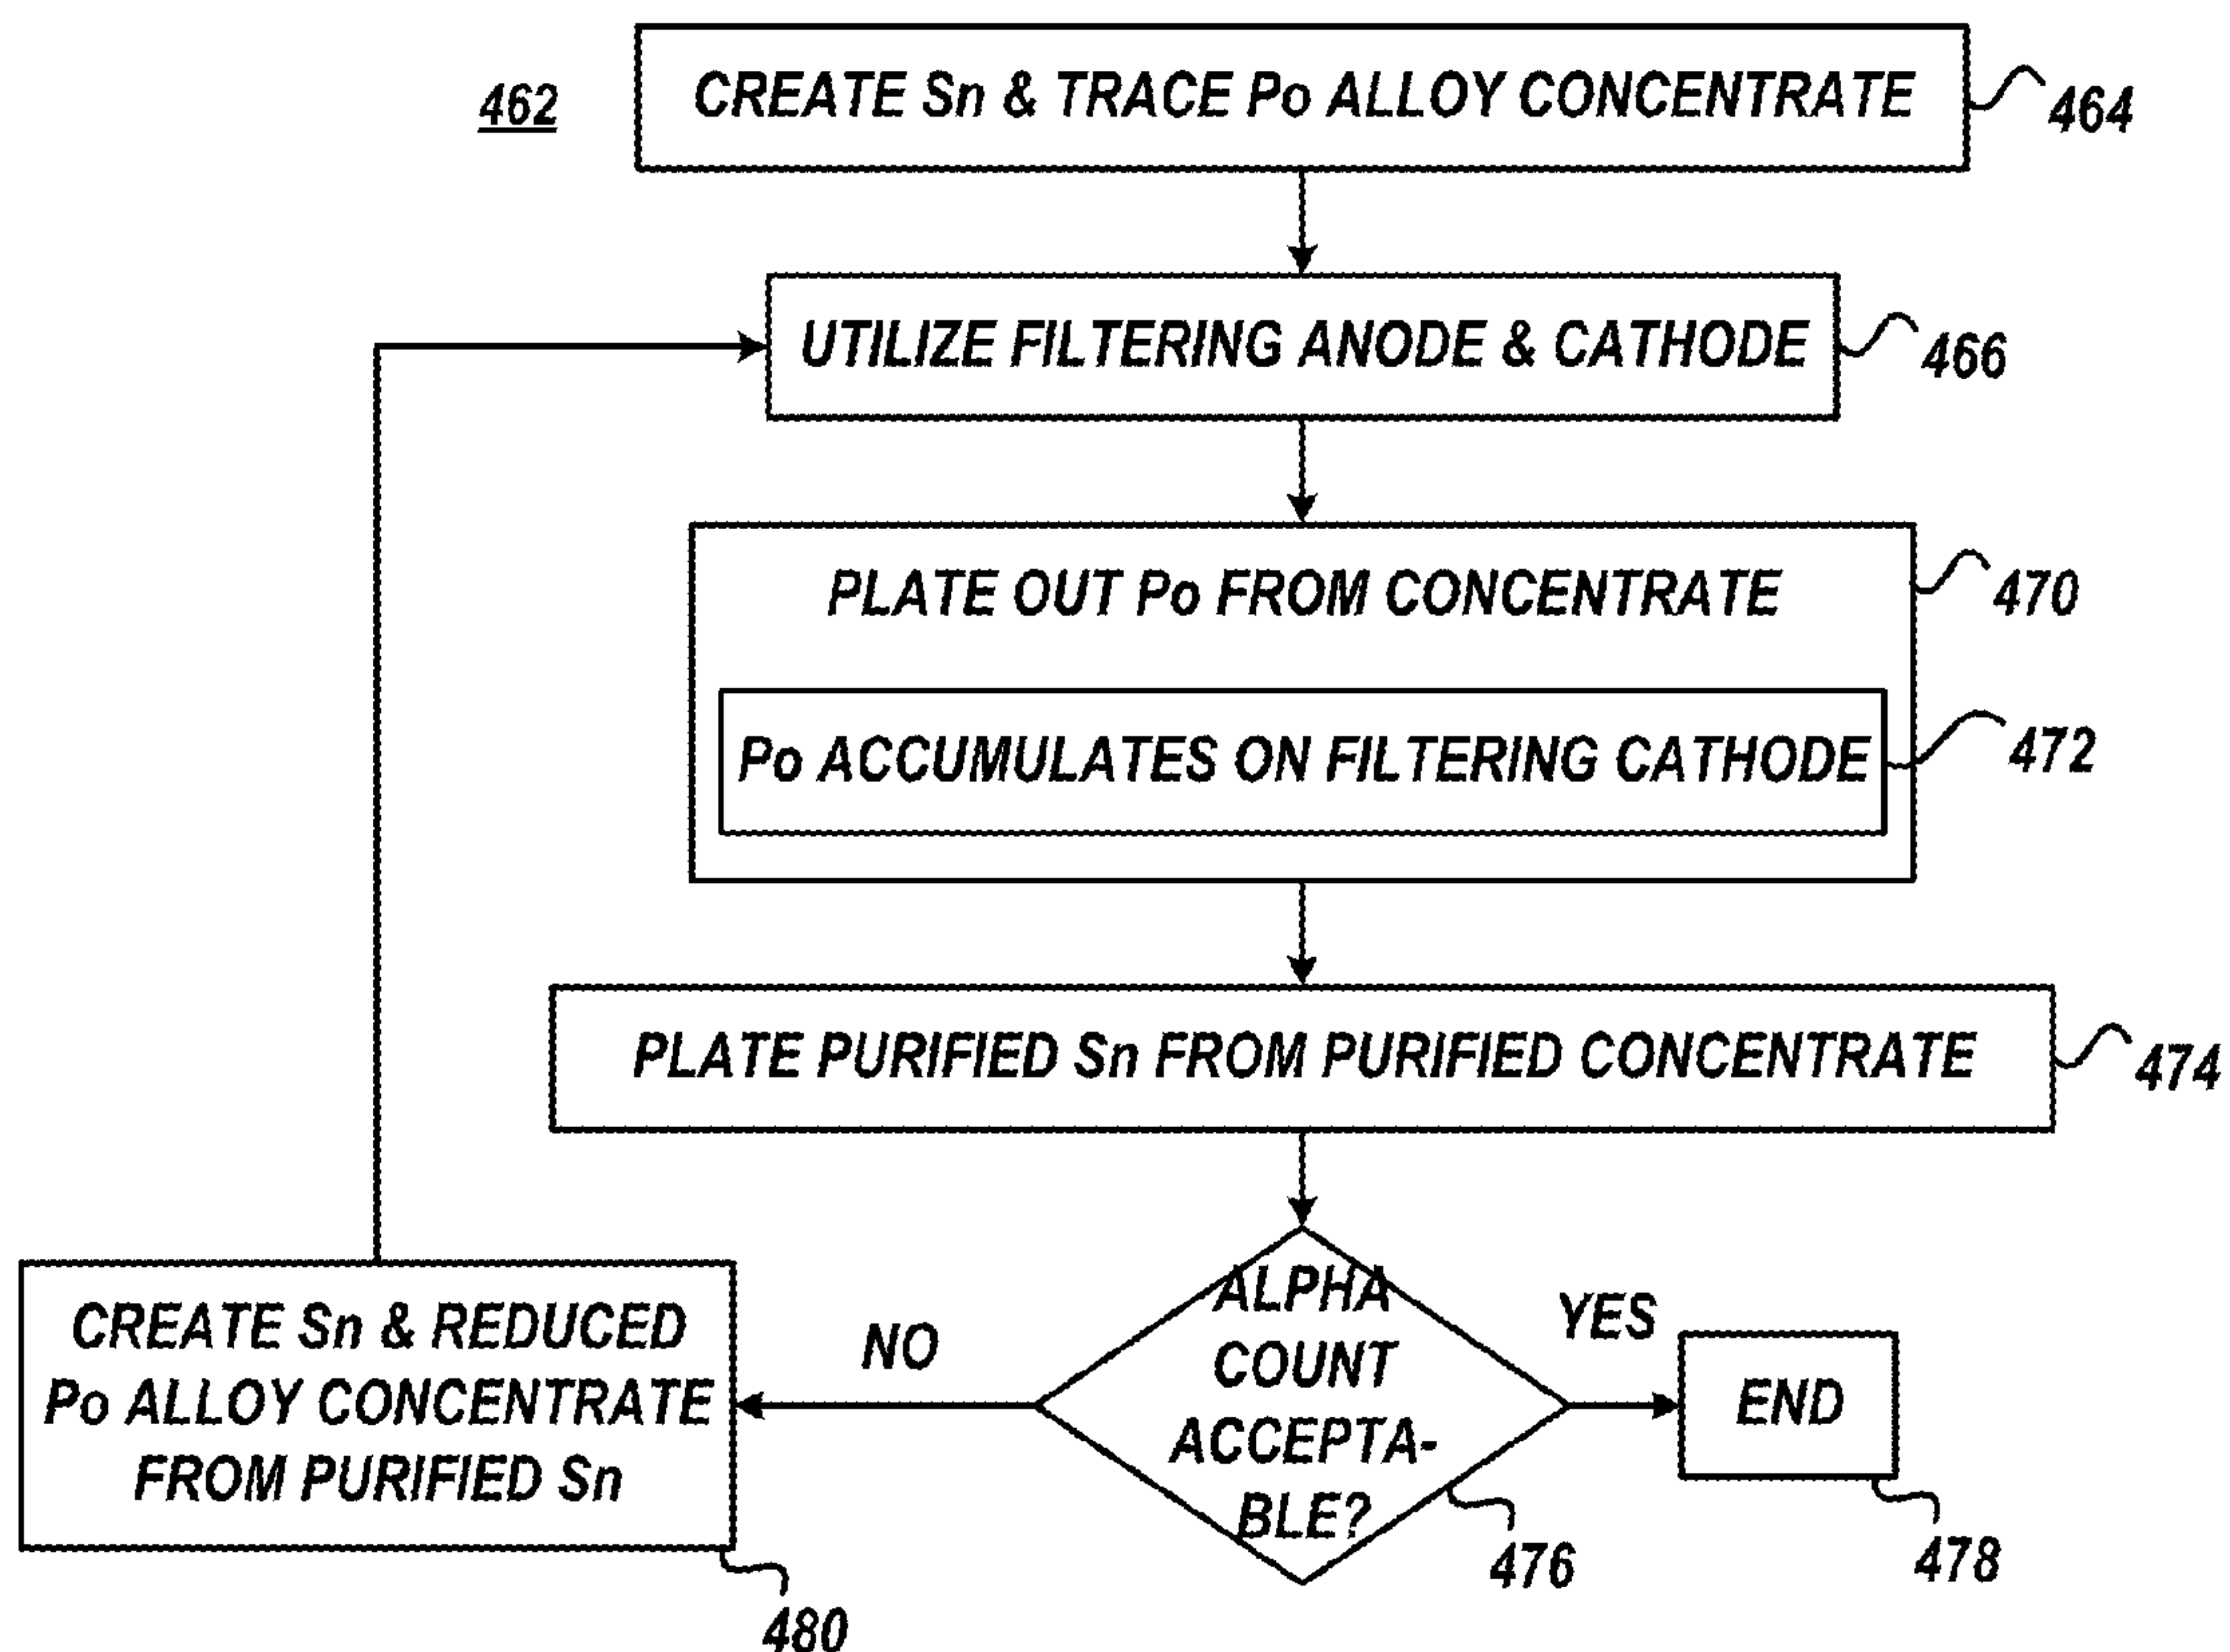 462
CREATE Sn & TRACE Po ALLOY CONCENTRATE
464
UTILIZE FILTERING ANODE & CATHODE
466
PLATE OUT Po FROM CONCENTRATE
470
Po ACCUMULATES ON FILTERING CATHODE
472
PLATE PURIFIED Sn FROM PURIFIED CONCENTRATE
474
ALPHA
COUNT
ACCEPTA-
BLE?
476
YES
END
478
NO
CREATE Sn & REDUCED
Po ALLOY CONCENTRATE
FROM PURIFIED Sn
480